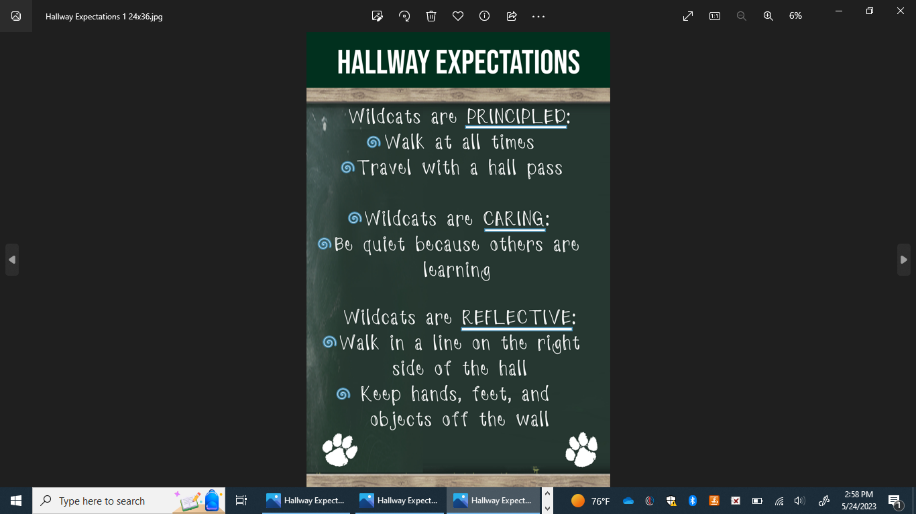 Hallway Expectations 1 24x36.jpg
6%
HALLWAY EXPECTATIONS
Wildcats are PRINCIPLED:
Walk at all times
Travel with a hall pass
Wildcats are CARING:
Be quiet because others are
learning
Wildcats are REFLECTIVE:
Walk in a line on the right
side of the hall
Keep hands, feet, and
objects off the wall
Type here to search
Hallway Expect...
Hallway Expect...
Hallway Expect...
76°F
2:58 PM
5/24/2023
1